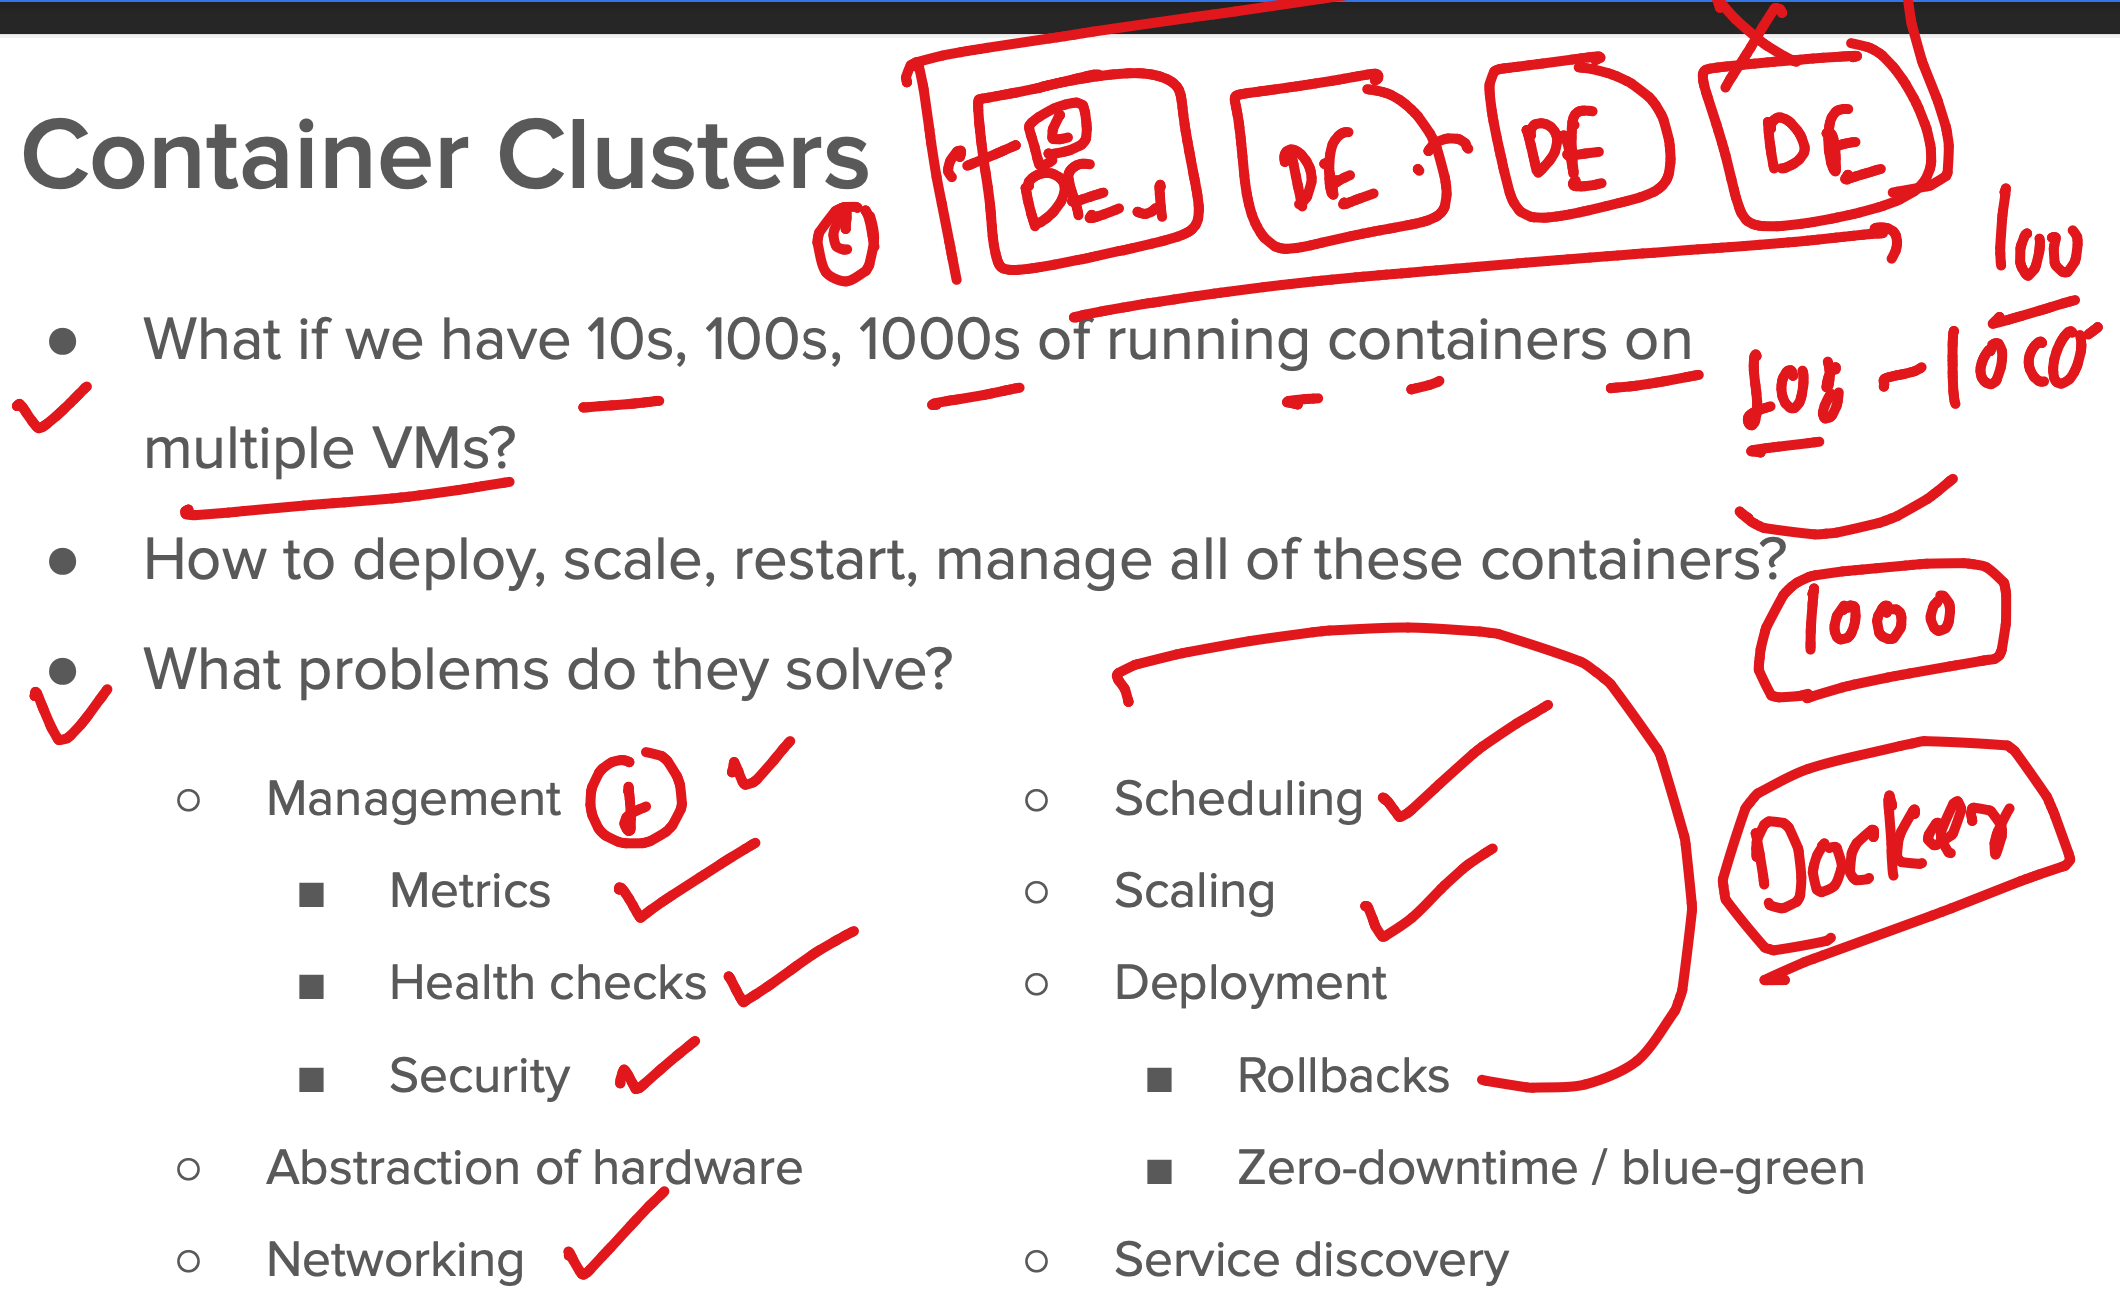 Container Clusters
C
DE-1
DE
DE
DE
100
● What if we have 10s, 100s, 1000s of running containers on
multiple VMs?
- 1000
● How to deploy, scale, restart, manage all of these containers?
1000
● What problems do they solve?
○ Management
■ Metrics
■ Health checks
■ Security
○ Abstraction of hardware
○ Networking
○ Scheduling
○ Scaling
○ Deployment
■ Rollbacks
■ Zero-downtime / blue-green
○ Service discovery
Docker